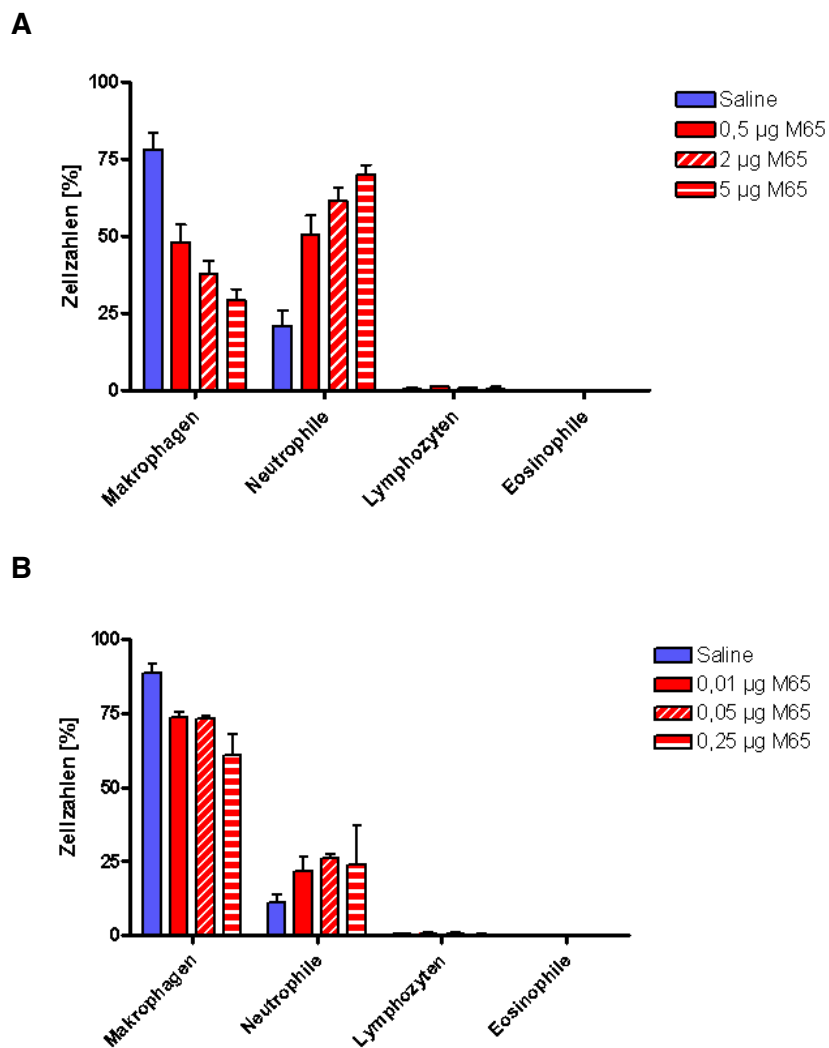 A
Zellzahlen [%]
100
75
50
25
0
Makrophagen
Neutrophile
Lymphozyten
Eosinophile
Saline
0,5 µg M65
2 µg M65
5 µg M65
B
Zellzahlen [%]
100
75
50
25
0
Makrophagen
Neutrophile
Lymphozyten
Eosinophile
Saline
0,01 µg M65
0,05 µg M65
0,25 µg M65